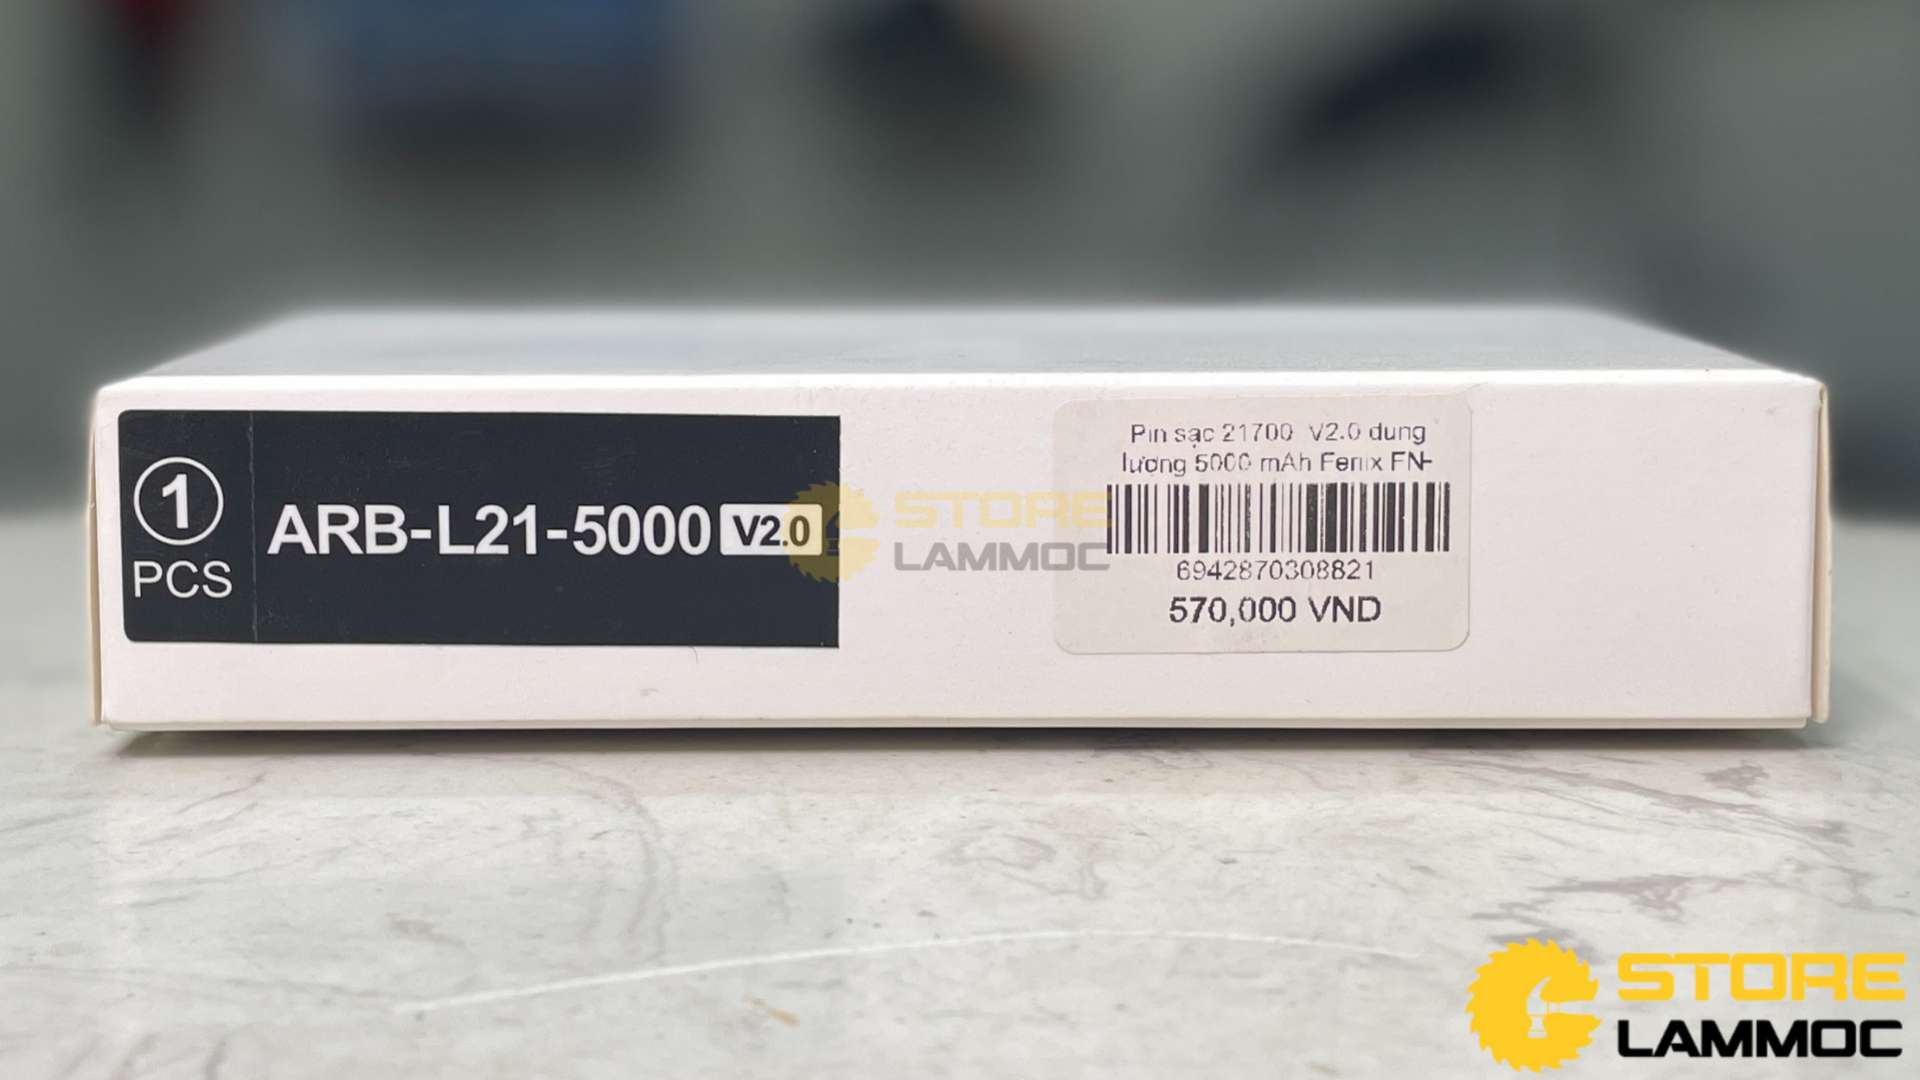 1
PCS
ARB-L21-5000 V2.0
Pin sạc 21700 V2.0 dung
lượng 5000 mAh Fenix FN-
6942870308821
570,000 VND
STORE
LAMMOC
STORE
LAMMOC